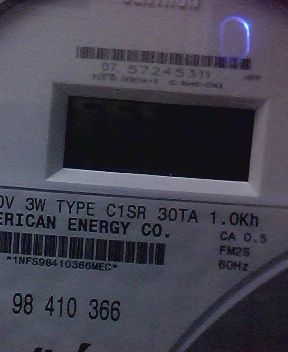 57245311
0V 3W TYPE C1SR 30TA 1.0Kh
ERICAN ENERGY CO.
CA 0.5
FM2S
60Hz
*1NFS98410366MEC*
98 410 366